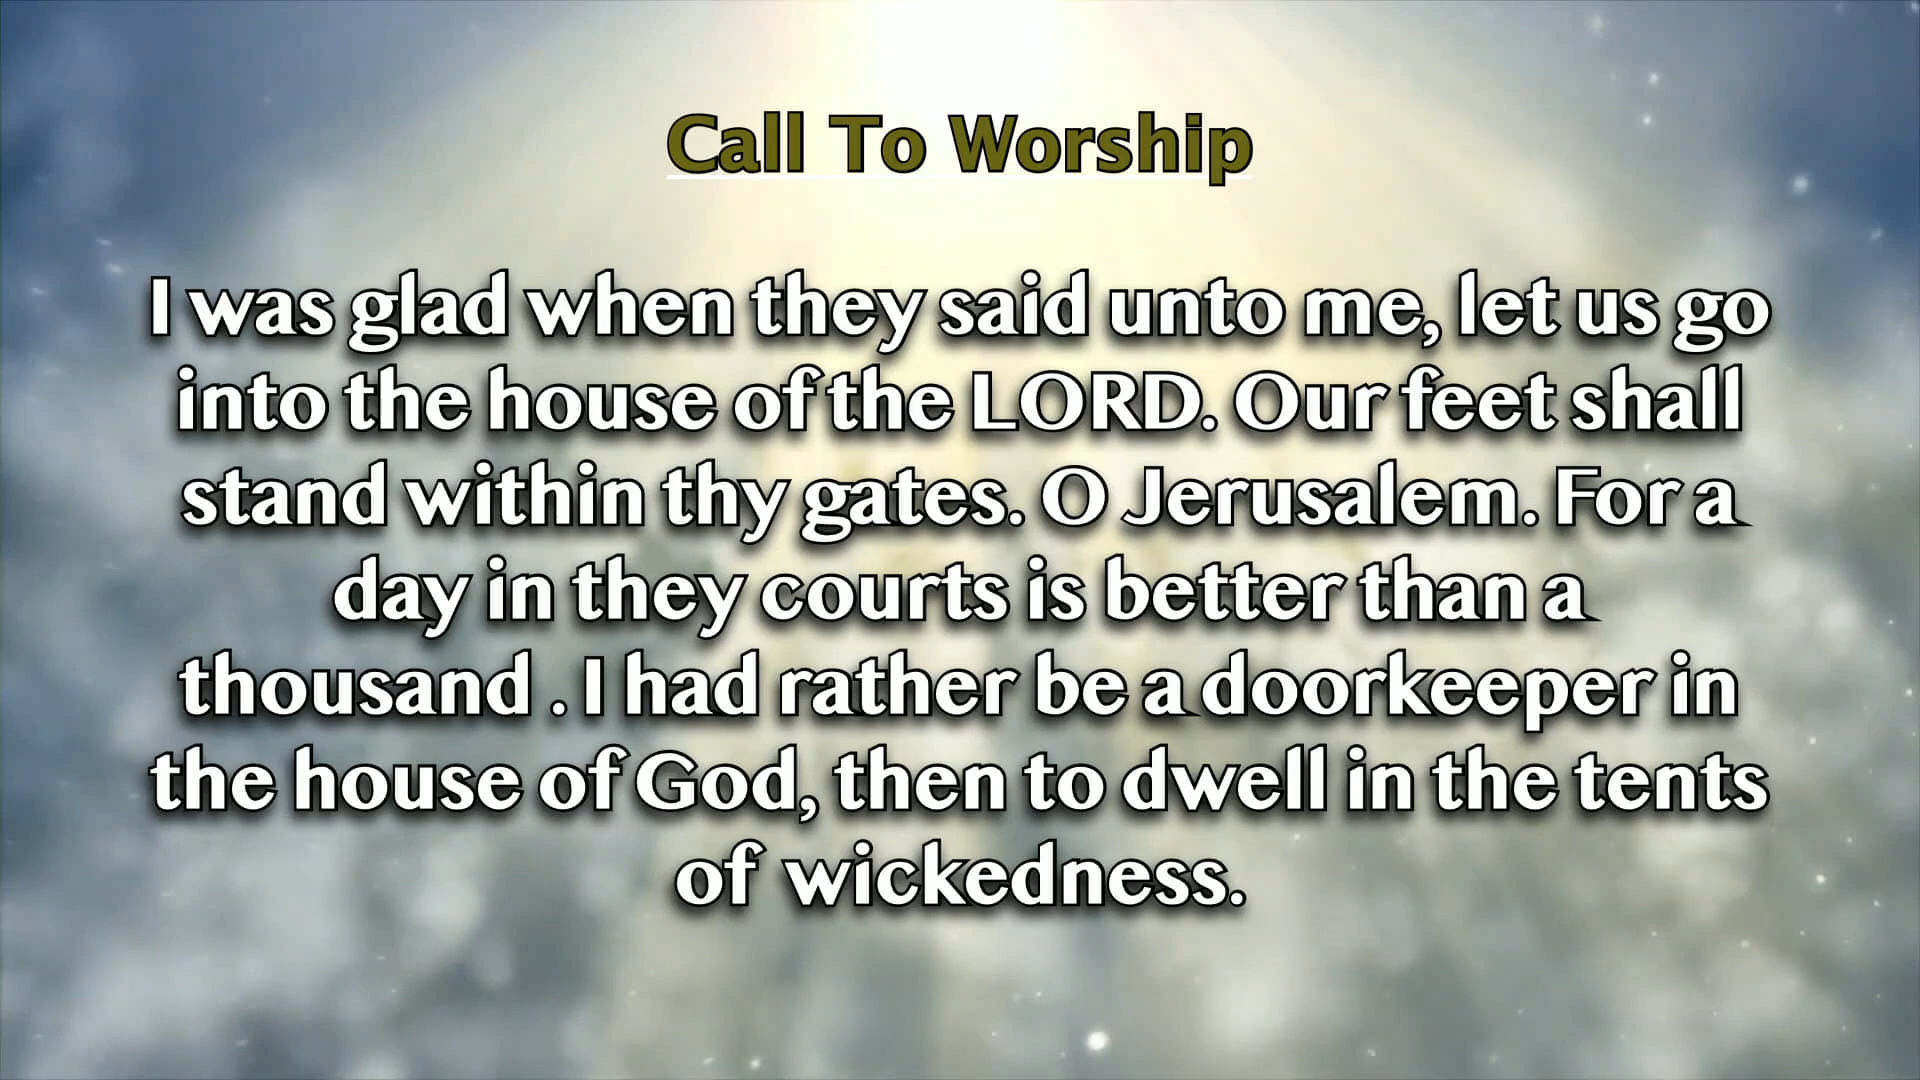 Call To Worship
I was glad when they said unto me, let us go
into the house of the LORD. Our feet shall
stand within thy gates. O Jerusalem. For a
day in they courts is better than a
thousand . I had rather be a doorkeeper in
the house of God, then to dwell in the tents
of wickedness.